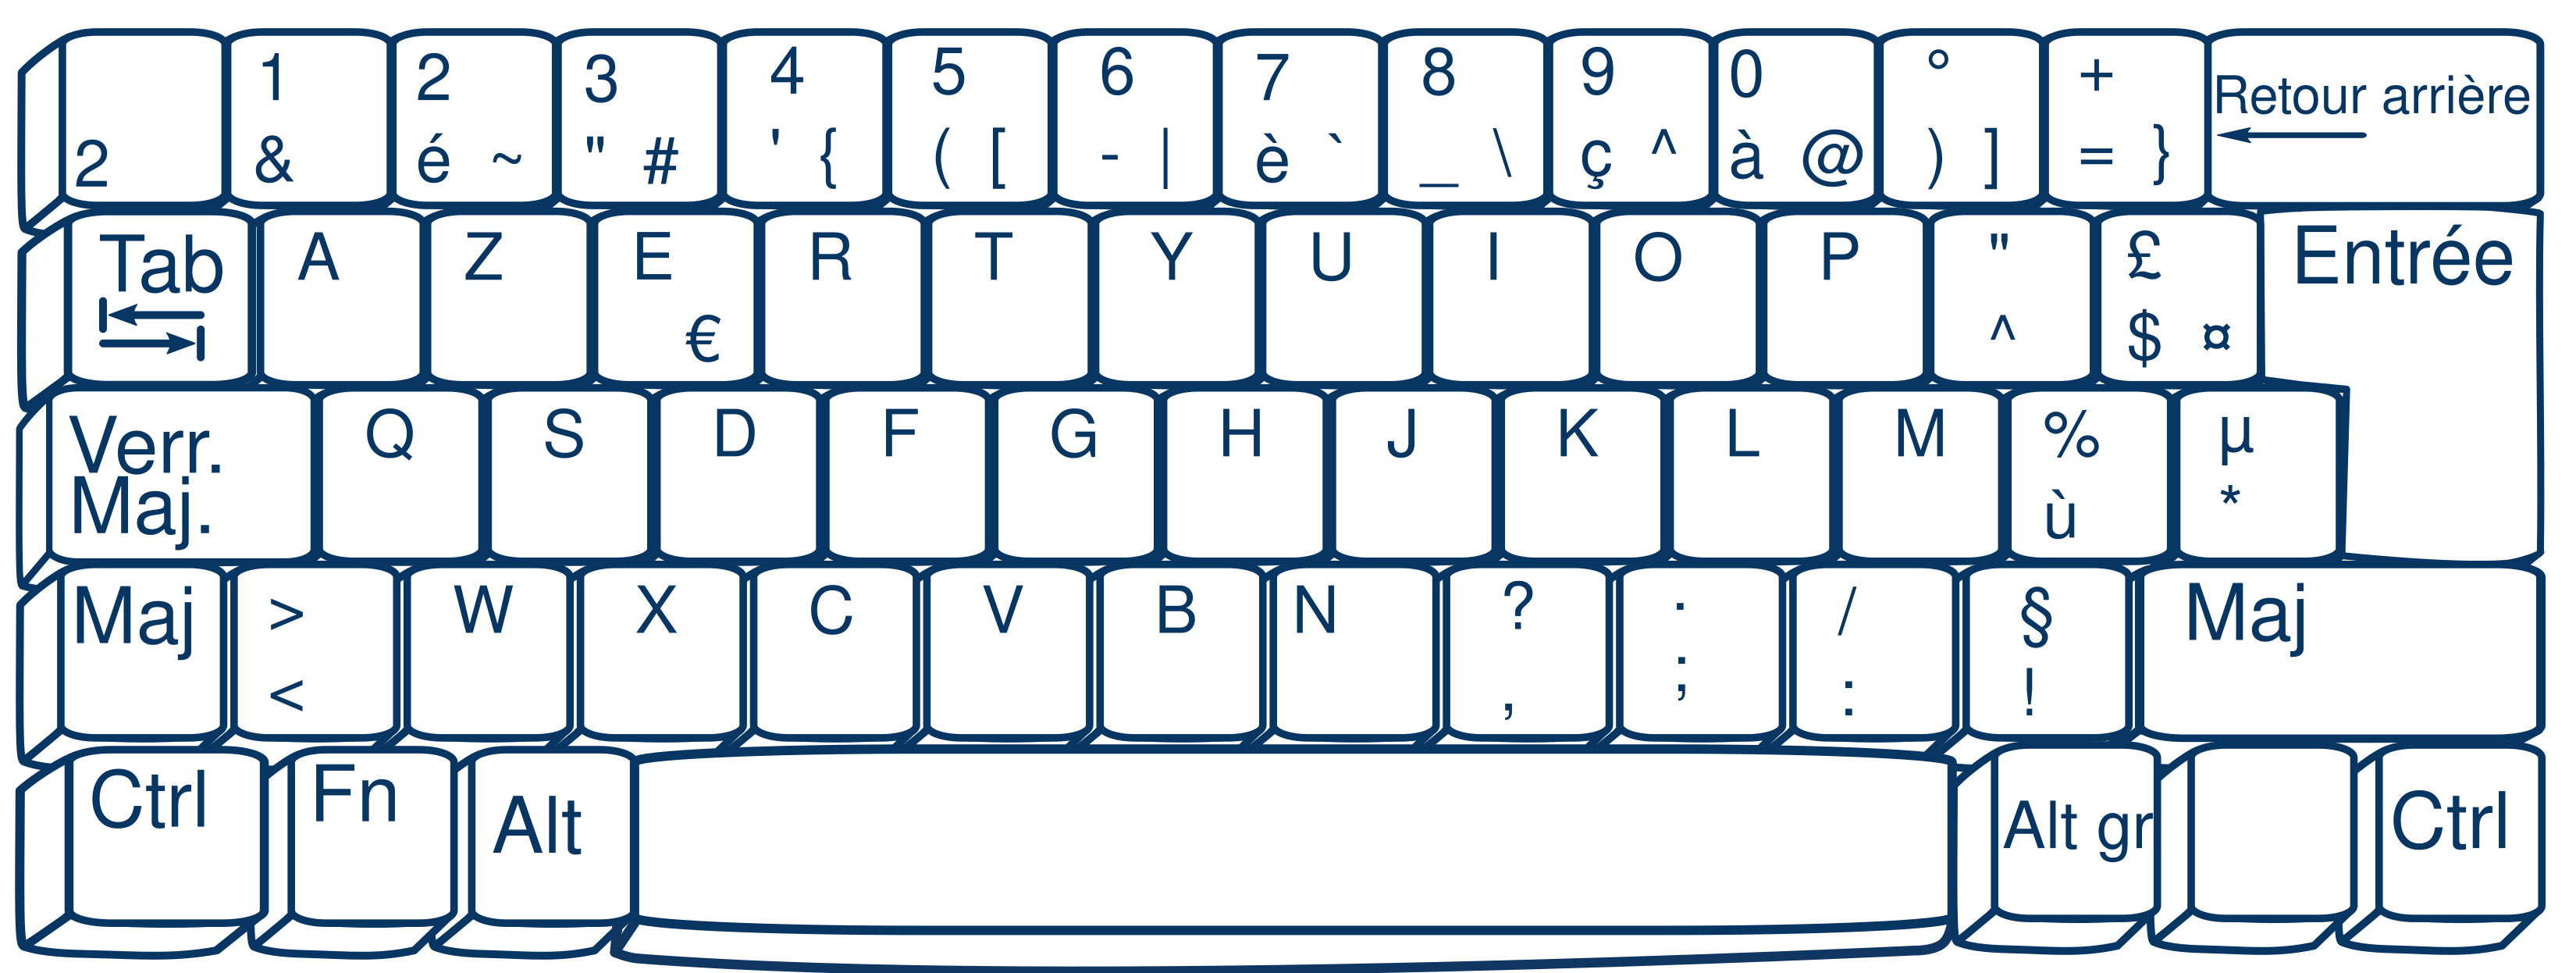 1 2 3 4 5 6 7 8 9 0 ° + Retour arrière
2 & é ~ " # ' { ( [ - | è ` _ \ ç ^ à @ ) ] = }
Tab A Z E R T Y U I O P " £ Entrée
€ ^ $ ¤
Verr. Q S D F G H J K L M % µ
Maj. ù *
Maj > W X C V B N ? . / § Maj
< , ; : !
Ctrl Fn Alt Alt gr Ctrl